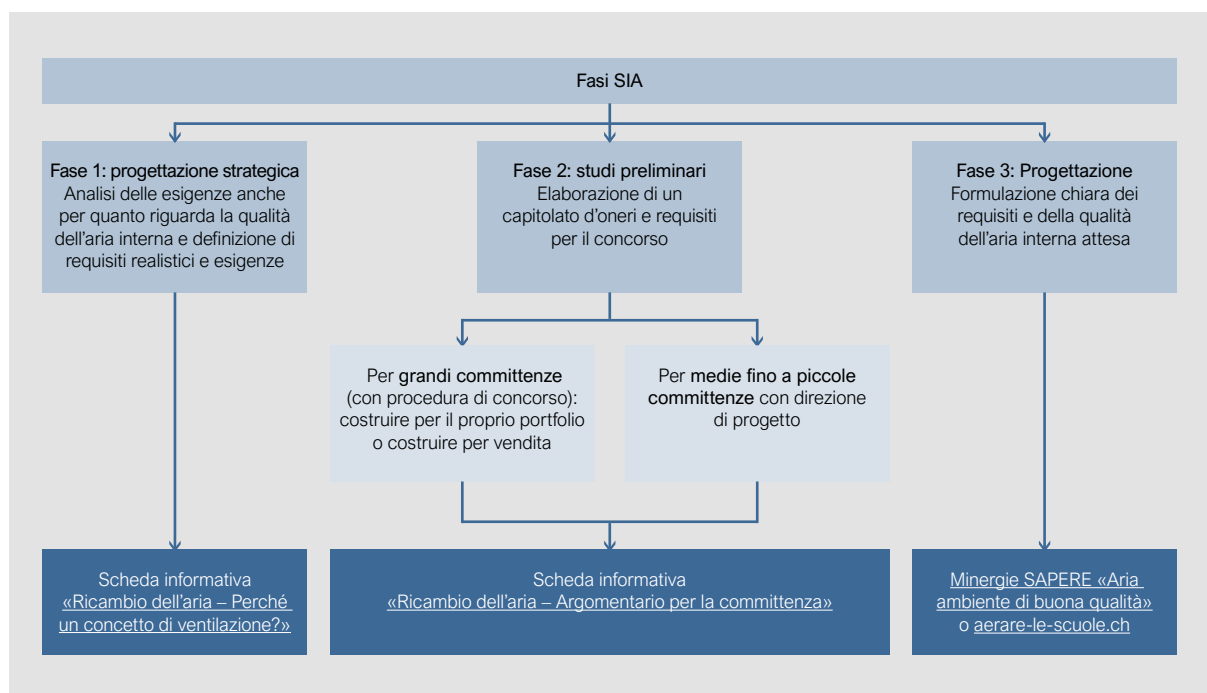 Fasi SIA
Fase 1: progettazione strategica
Analisi delle esigenze anche
per quanto riguarda la qualità
dell'aria interna e definizione di
requisiti realistici e esigenze
Fase 2: studi preliminari
Elaborazione di un
capitolato d'oneri e requisiti
per il concorso
Fase 3: Progettazione
Formulazione chiara dei
requisiti e della qualità
dell'aria interna attesa
Per grandi committenze
(con procedura di concorso):
costruire per il proprio portfolio
o costruire per vendita
Per medie fino a piccole
committenze con direzione
di progetto
Scheda informativa
«Ricambio dell'aria – Perché
un concetto di ventilazione?»
Scheda informativa
«Ricambio dell'aria – Argomentario per la committenza»
Minergie SAPERE «Aria
ambiente di buona qualità»
o aerare-le-scuole.ch